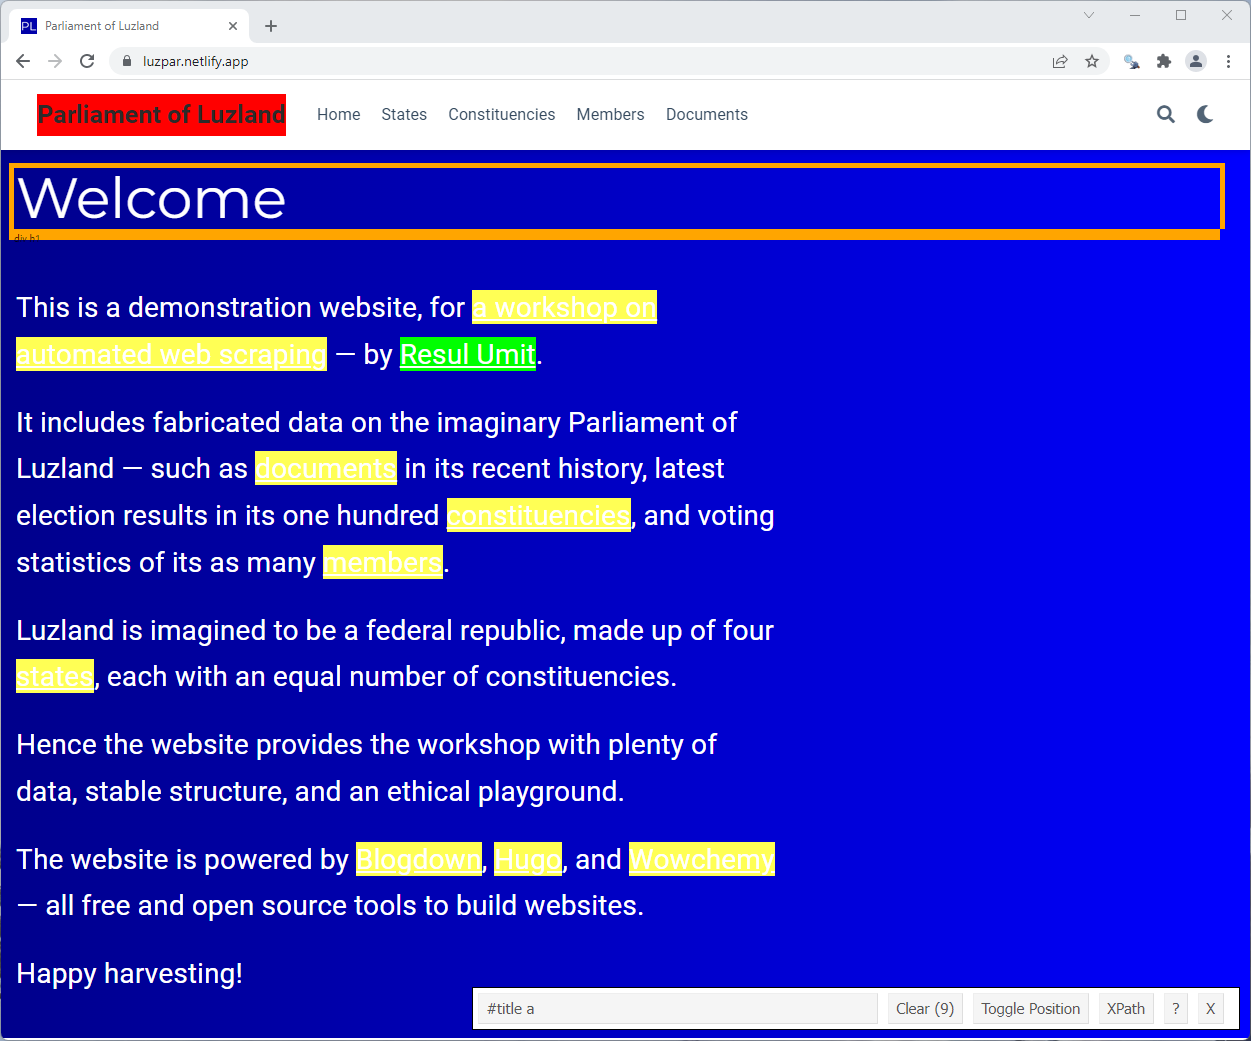 PL Parliament of Luzland
luzpar.netlify.app
Parliament of Luzland Home States Constituencies Members Documents
Welcome
div h1
This is a demonstration website, for a workshop on
automated web scraping — by Resul Umit.
It includes fabricated data on the imaginary Parliament of
Luzland — such as documents in its recent history, latest
election results in its one hundred constituencies, and voting
statistics of its as many members.
Luzland is imagined to be a federal republic, made up of four
states, each with an equal number of constituencies.
Hence the website provides the workshop with plenty of
data, stable structure, and an ethical playground.
The website is powered by Blogdown, Hugo, and Wowchemy
— all free and open source tools to build websites.
Happy harvesting!
#title a Clear (9) Toggle Position XPath ? X